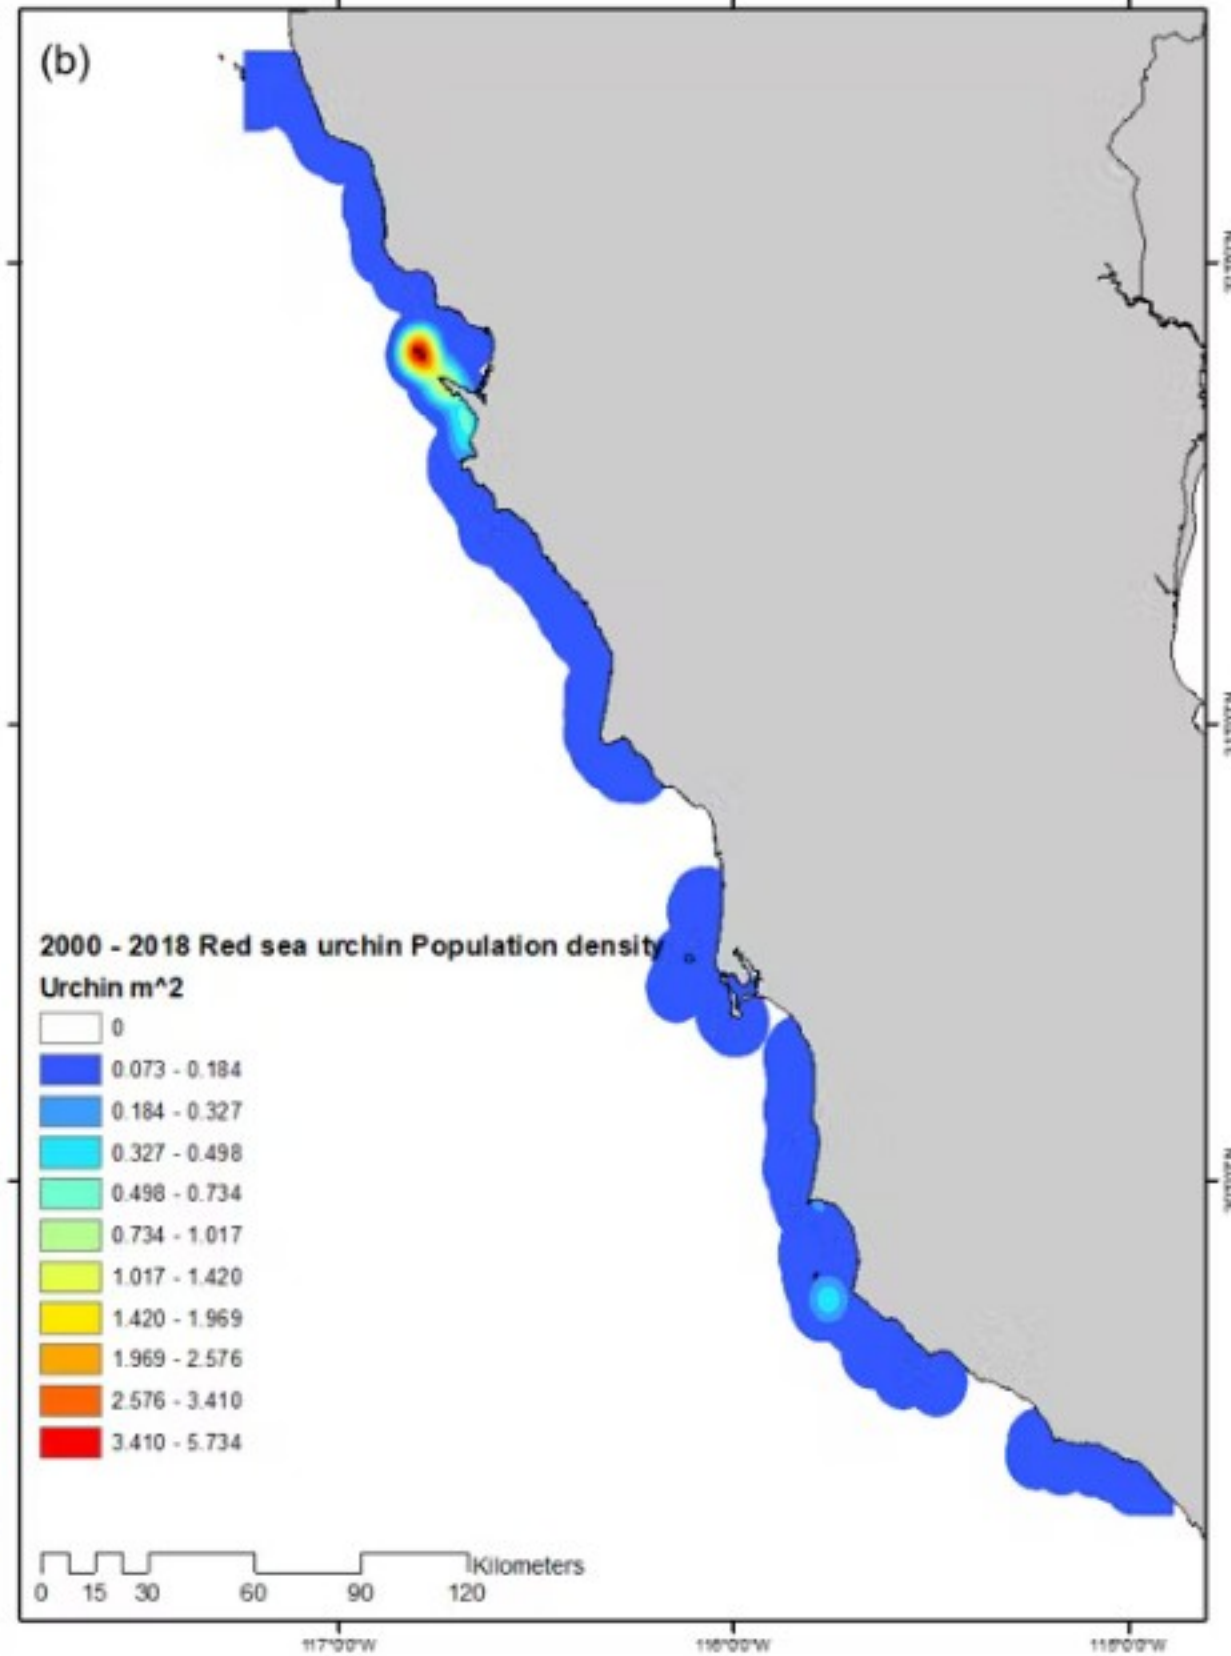 (b)
2000 - 2018 Red sea urchin Population density
Urchin m^2
0
0.073 - 0.184
0.184 - 0.327
0.327 - 0.498
0.498 - 0.734
0.734 - 1.017
1.017 - 1.420
1.420 - 1.969
1.969 - 2.576
2.576 - 3.410
3.410 - 5.734
Kilometers
0 15 30 60 90 120
117°0'0"W 116°0'0"W 115°0'0"W